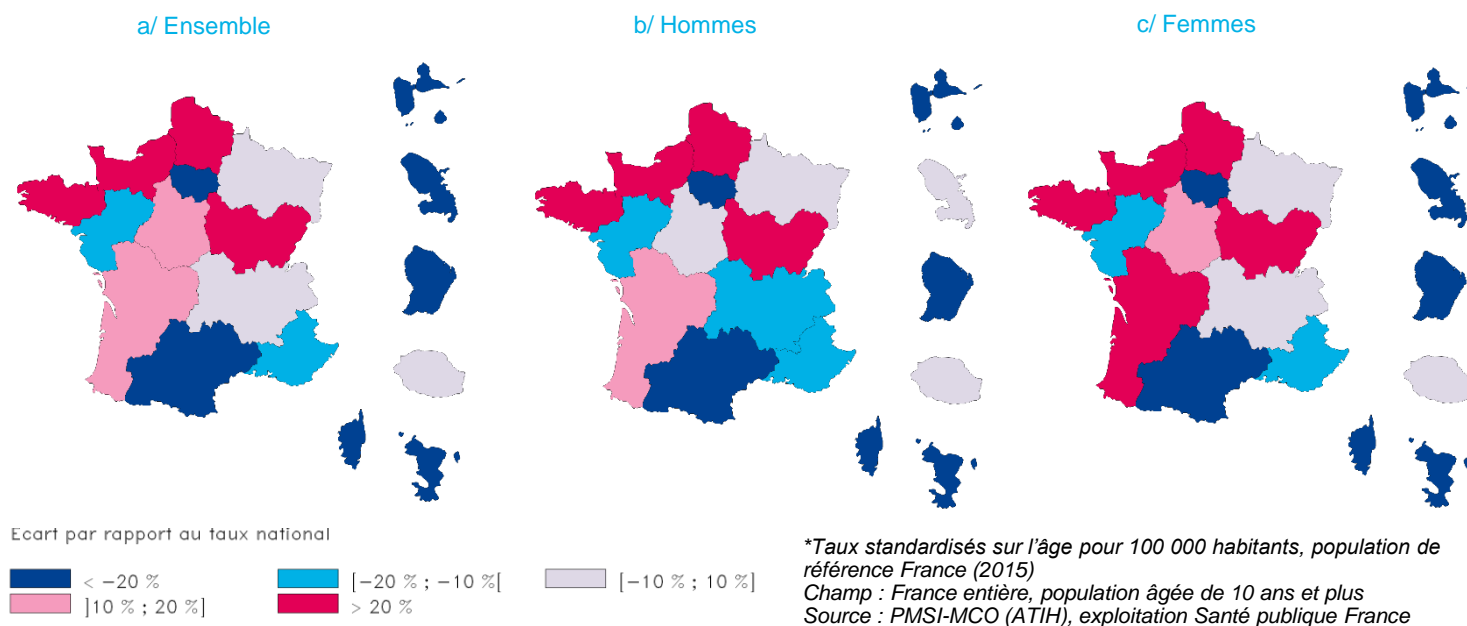 a/ Ensemble
b/ Hommes
c/ Femmes
Ecart par rapport au taux national
< −20 %
[−20 % ; −10 %[
[−10 % ; 10 %]
]10 % ; 20 %]
> 20 %
*Taux standardisés sur l'âge pour 100 000 habitants, population de
référence France (2015)
Champ : France entière, population âgée de 10 ans et plus
Source : PMSI-MCO (ATIH), exploitation Santé publique France